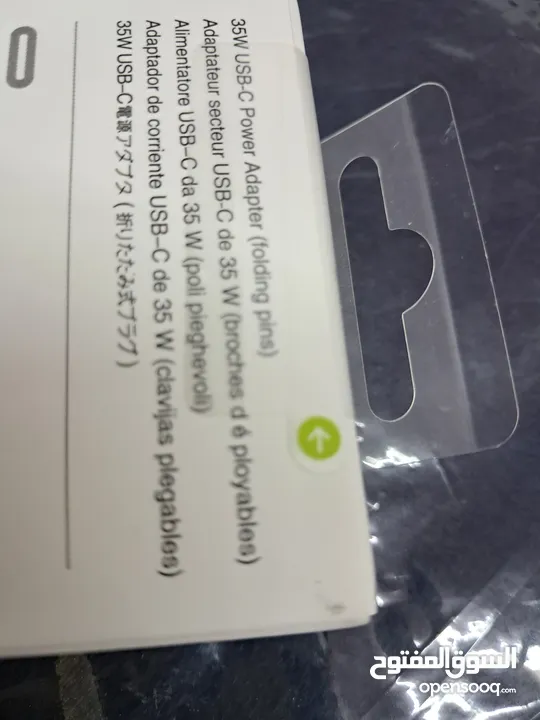 35W USB-C Power Adapter (folding pins)
Adaptateur secteur USB-C de 35 W (broches d é ployables)
Alimentatore USB-C da 35 W (poli pieghevoli)
Adaptador de corriente USB-C de 35 W (clavijas plegables)
35W USB-C電源アダプタ ( 折りたたみ式プラグ )
السوق المفتوح
opensooq.com